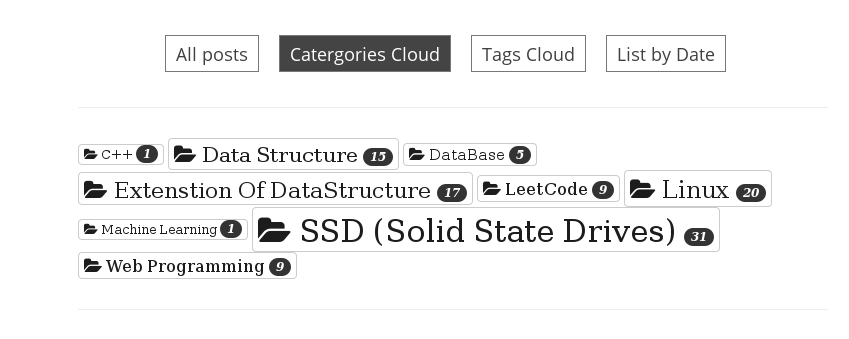 All posts Catergories Cloud Tags Cloud List by Date
C++ 1 Data Structure 15 DataBase 5
Extenstion Of DataStructure 17 LeetCode 9 Linux 20
Machine Learning 1 SSD (Solid State Drives) 31
Web Programming 9